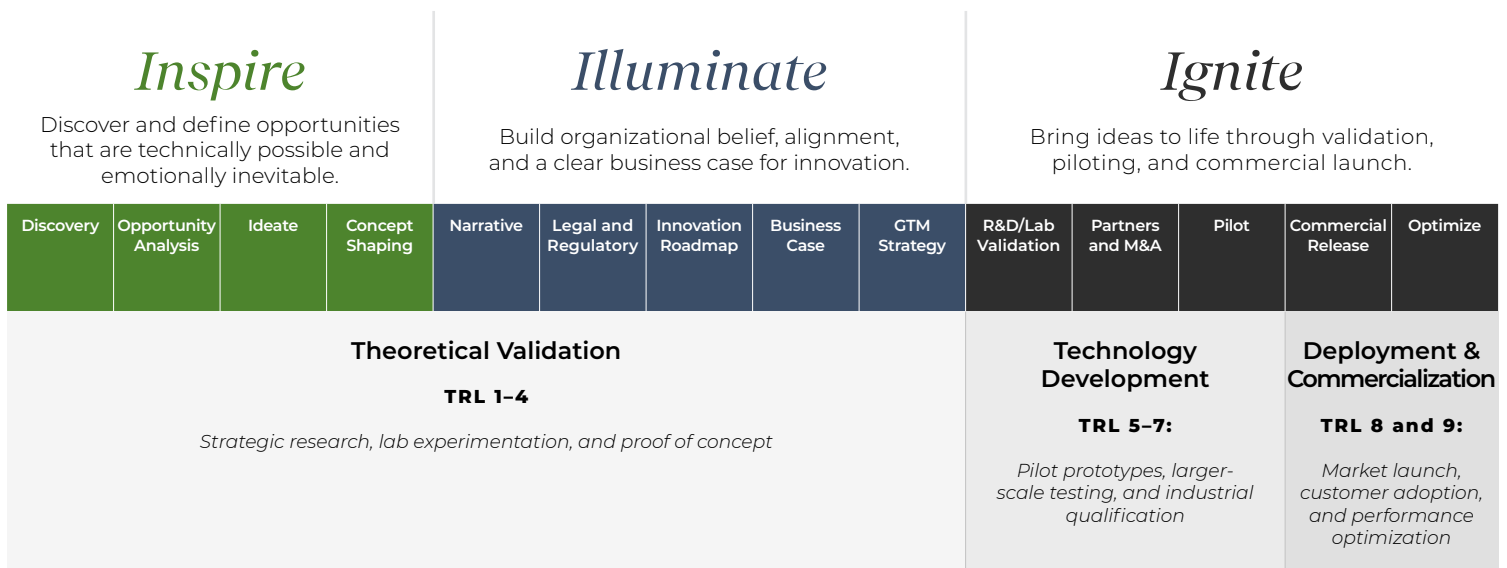 Inspire
Discover and define opportunities
that are technically possible and
emotionally inevitable.
Illuminate
Build organizational belief, alignment,
and a clear business case for innovation.
Ignite
Bring ideas to life through validation,
piloting, and commercial launch.
Discovery
Opportunity
Analysis
Ideate
Concept
Shaping
Narrative
Legal and
Regulatory
Innovation
Roadmap
Business
Case
GTM
Strategy
R&D/Lab
Validation
Partners
and M&A
Pilot
Commercial
Release
Optimize
Theoretical Validation
TRL 1–4
Strategic research, lab experimentation, and proof of concept
Technology
Development
TRL 5–7:
Pilot prototypes, larger-
scale testing, and industrial
qualification
Deployment &
Commercialization
TRL 8 and 9:
Market launch,
customer adoption,
and performance
optimization